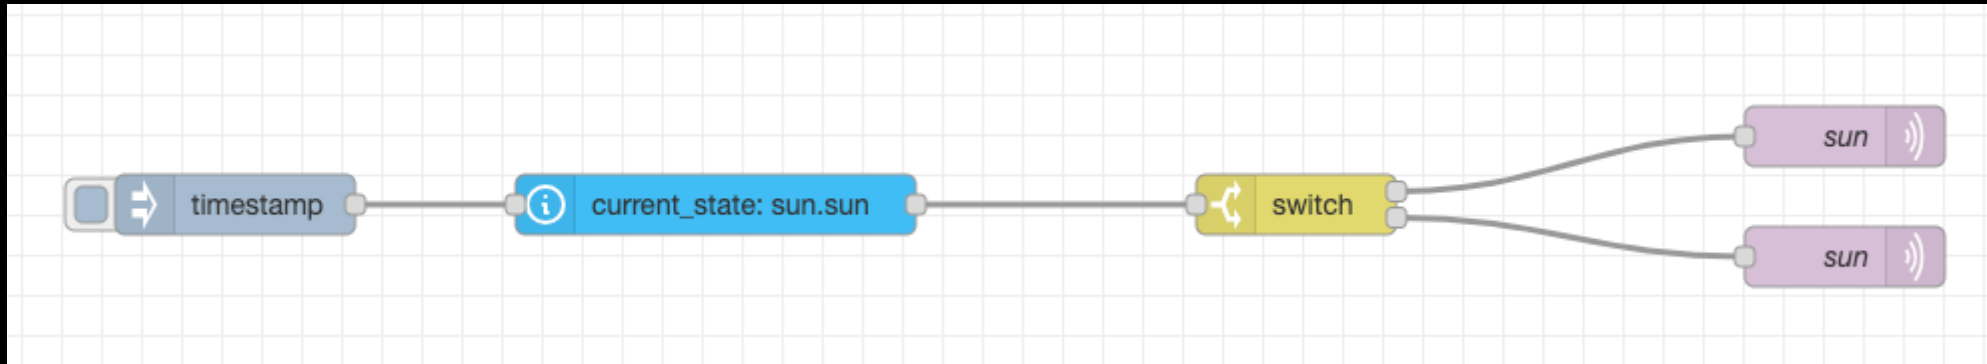 timestamp
current_state: sun.sun
switch
sun
sun